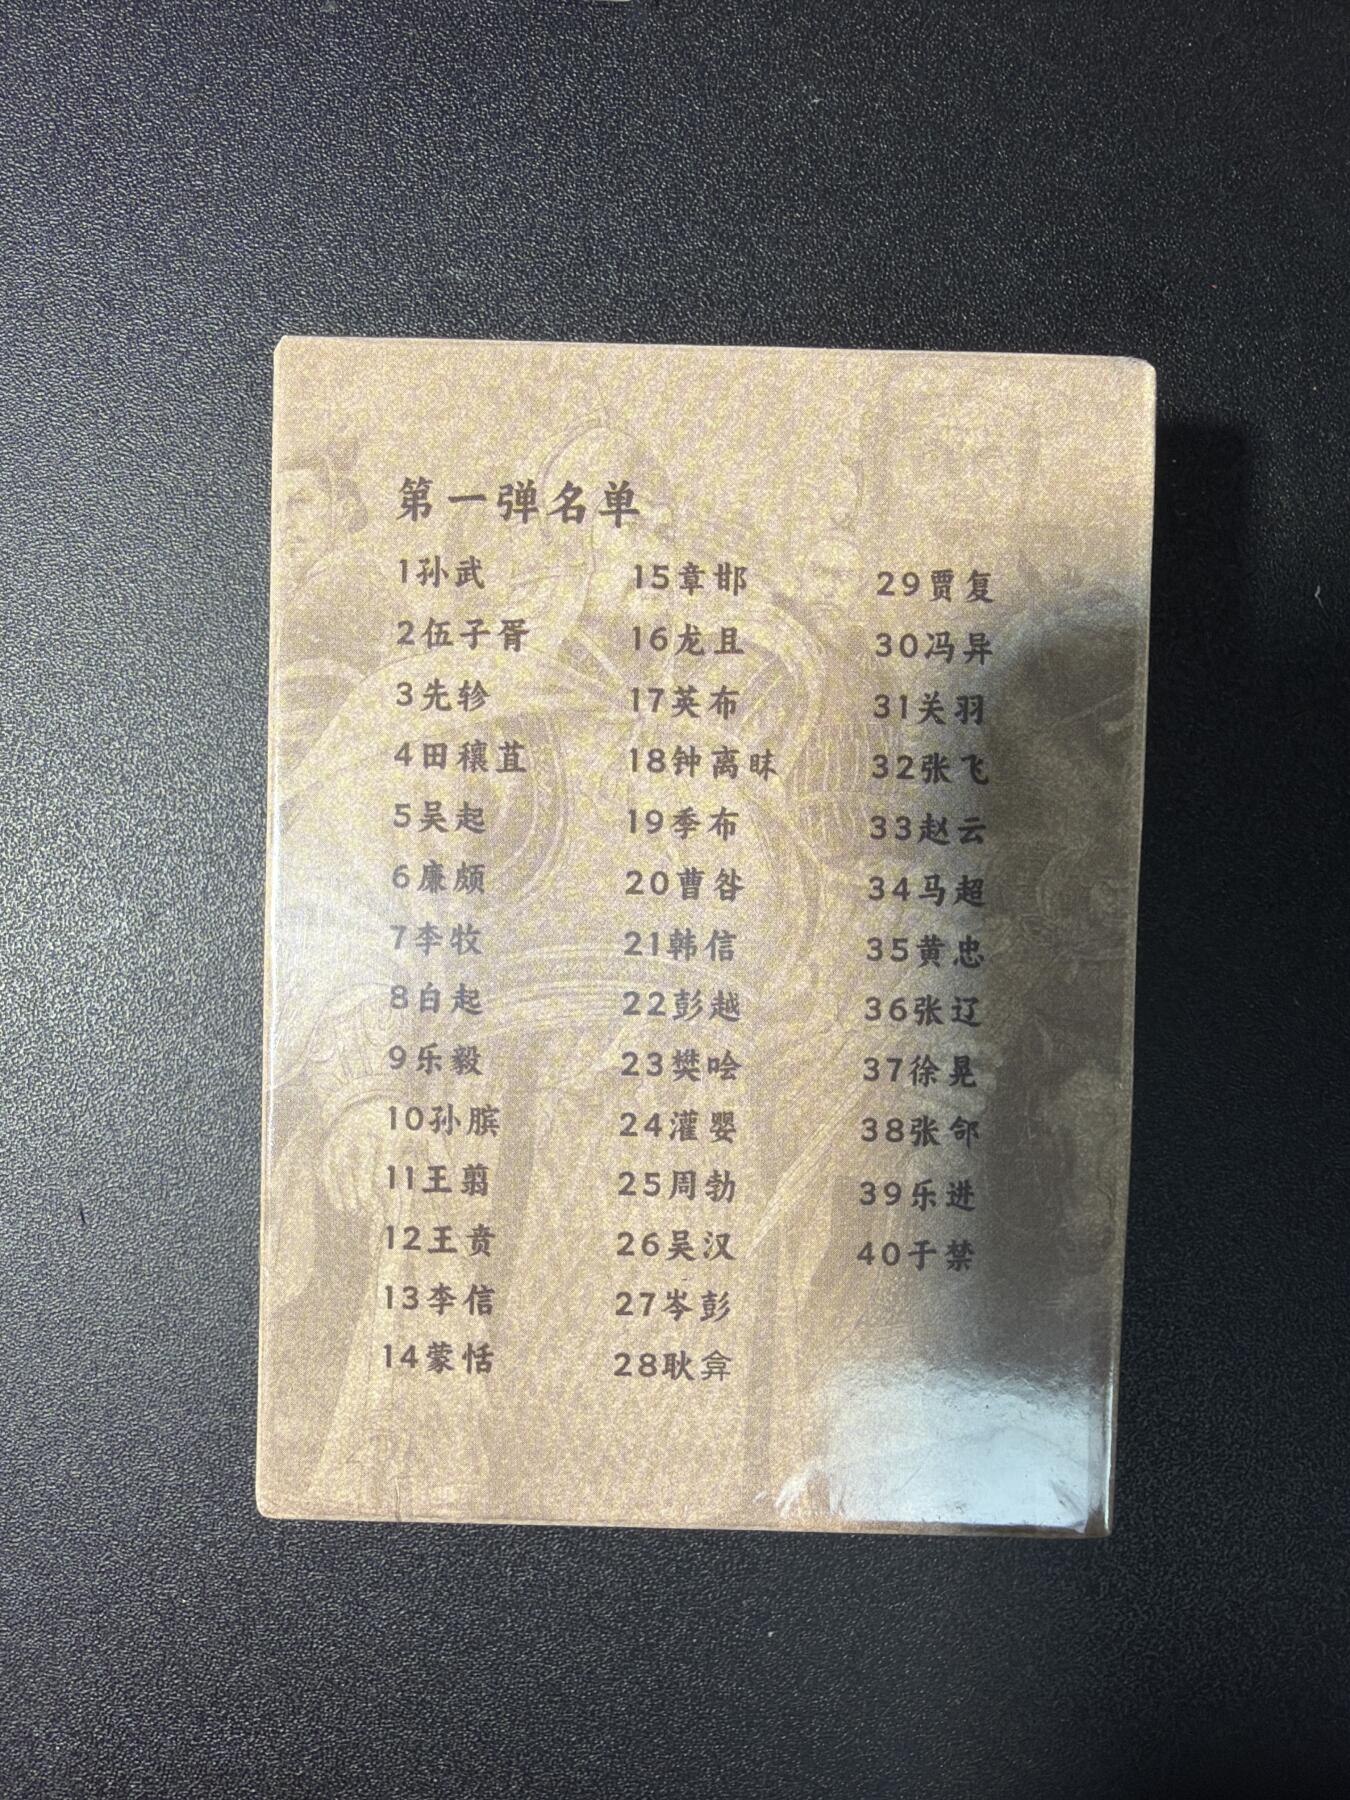 第一弹名单
1孙武
2伍子胥
3先轸
4田穰苴
5吴起
6廉颇
7李牧
8白起
9乐毅
10孙膑
11王翦
12王贲
13李信
14蒙恬
15章邯
16龙且
17英布
18钟离昧
19季布
20曹咎
21韩信
22彭越
23樊哙
24灌婴
25周勃
26吴汉
27岑彭
28耿弇
29贾复
30冯异
31关羽
32张飞
33赵云
34马超
35黄忠
36张辽
37徐晃
38张郃
39乐进
40于禁